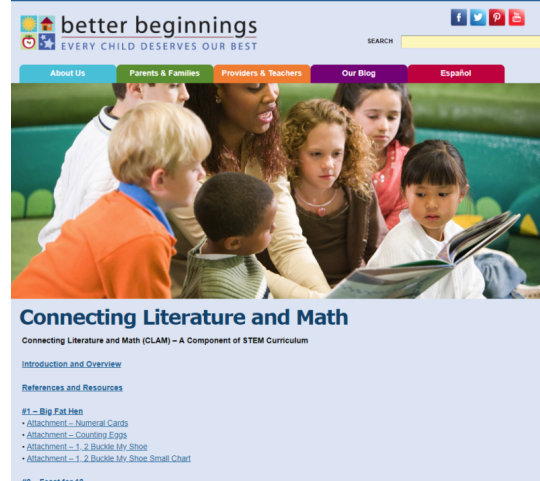 better beginnings
EVERY CHILD DESERVES OUR BEST
SEARCH
About Us
Parents & Families
Providers & Teachers
Our Blog
Español
Connecting Literature and Math
Connecting Literature and Math (CLAM) – A Component of STEM Curriculum
Introduction and Overview
References and Resources
#1 – Big Fat Hen
• Attachment – Numeral Cards
• Attachment – Counting Eggs
• Attachment – 1, 2 Buckle My Shoe
• Attachment – 1, 2 Buckle My Shoe Small Chart